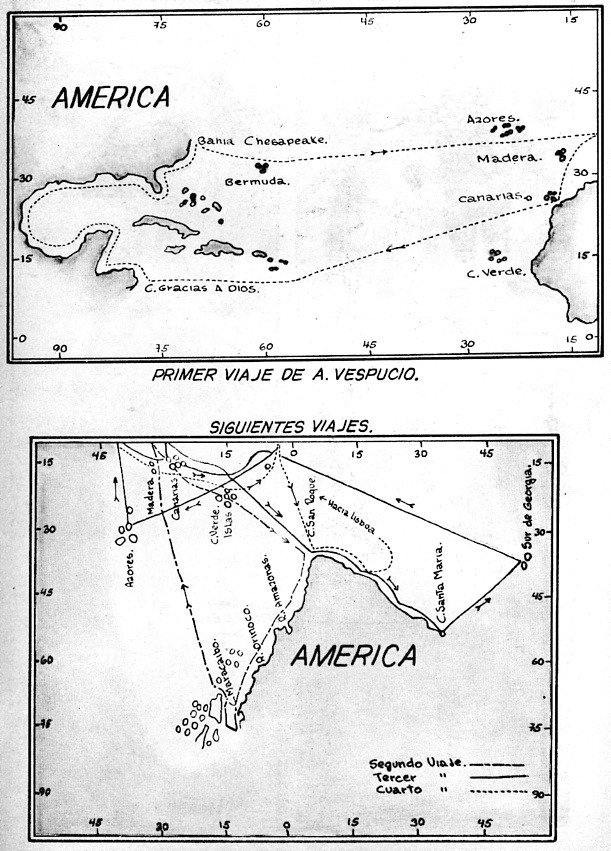 90 75 60 45 30 15
45 45
AMERICA
Azores.
Bahia Chesapeake.
Madera.
30 30
Bermuda.
Canarias.
15 15
C. Verde.
C. Gracias A Dios.
0 0
90 75 60 45 30 15
PRIMER VIAJE DE A. VESPUCIO.
SIGUIENTES VIAJES.
45 15 0 15 30 45
15 15
Madera.
Canarias
C. Verde.
Islas
C. San Roque.
Hacia Lisboa
Sur de Georgia.
30 30
Azores.
C. Santa Maria.
45 45
Amazonas.
Orinoco.
Maracaibo.
60 60
AMERICA
75 75
Segundo Viaje.
Tercer "
Cuarto "
90 90
45 30 15 0 15 30 45